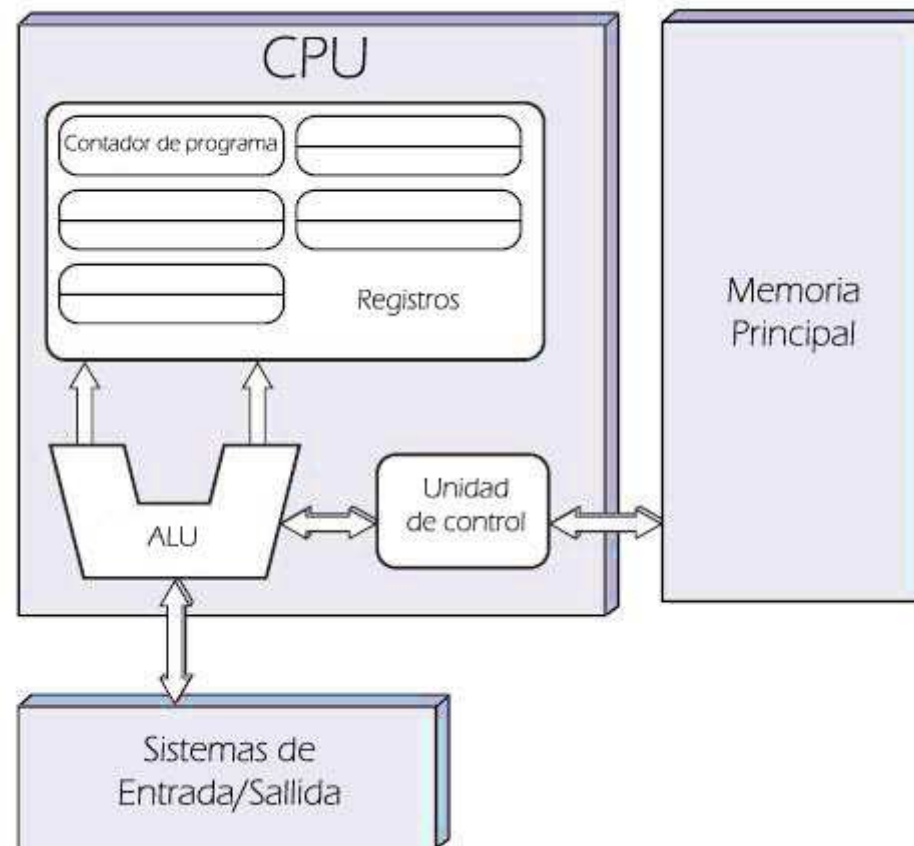 CPU
Contador de programa
Registros
Memoria
Principal
Unidad
de control
ALU
Sistemas de
Entrada/Sallida